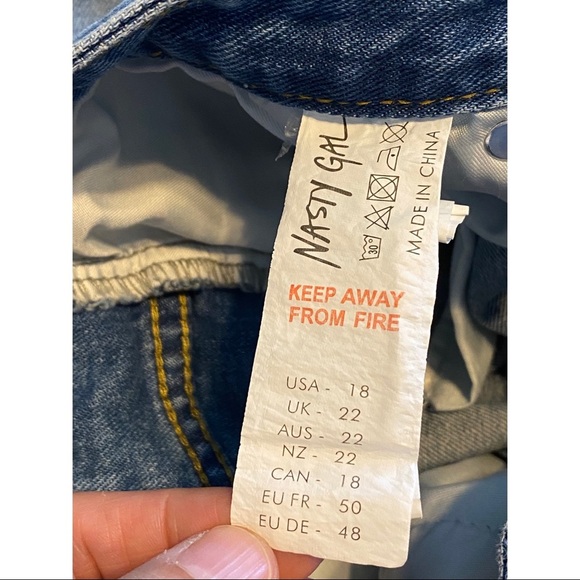 NASTY GAL
30°
MADE IN CHINA
KEEP AWAY
FROM FIRE
USA - 18
UK - 22
AUS - 22
NZ - 22
CAN - 18
EU FR - 50
EU DE - 48